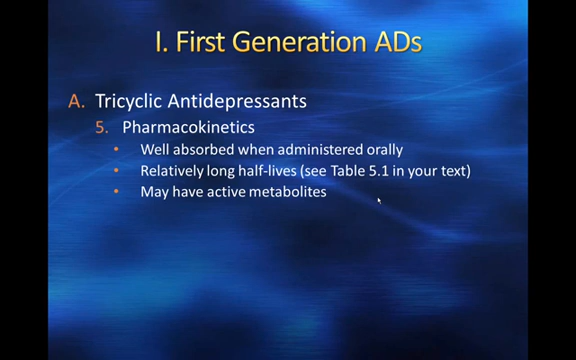 I. First Generation ADs
A. Tricyclic Antidepressants
5. Pharmacokinetics
• Well absorbed when administered orally
• Relatively long half-lives (see Table 5.1 in your text)
• May have active metabolites